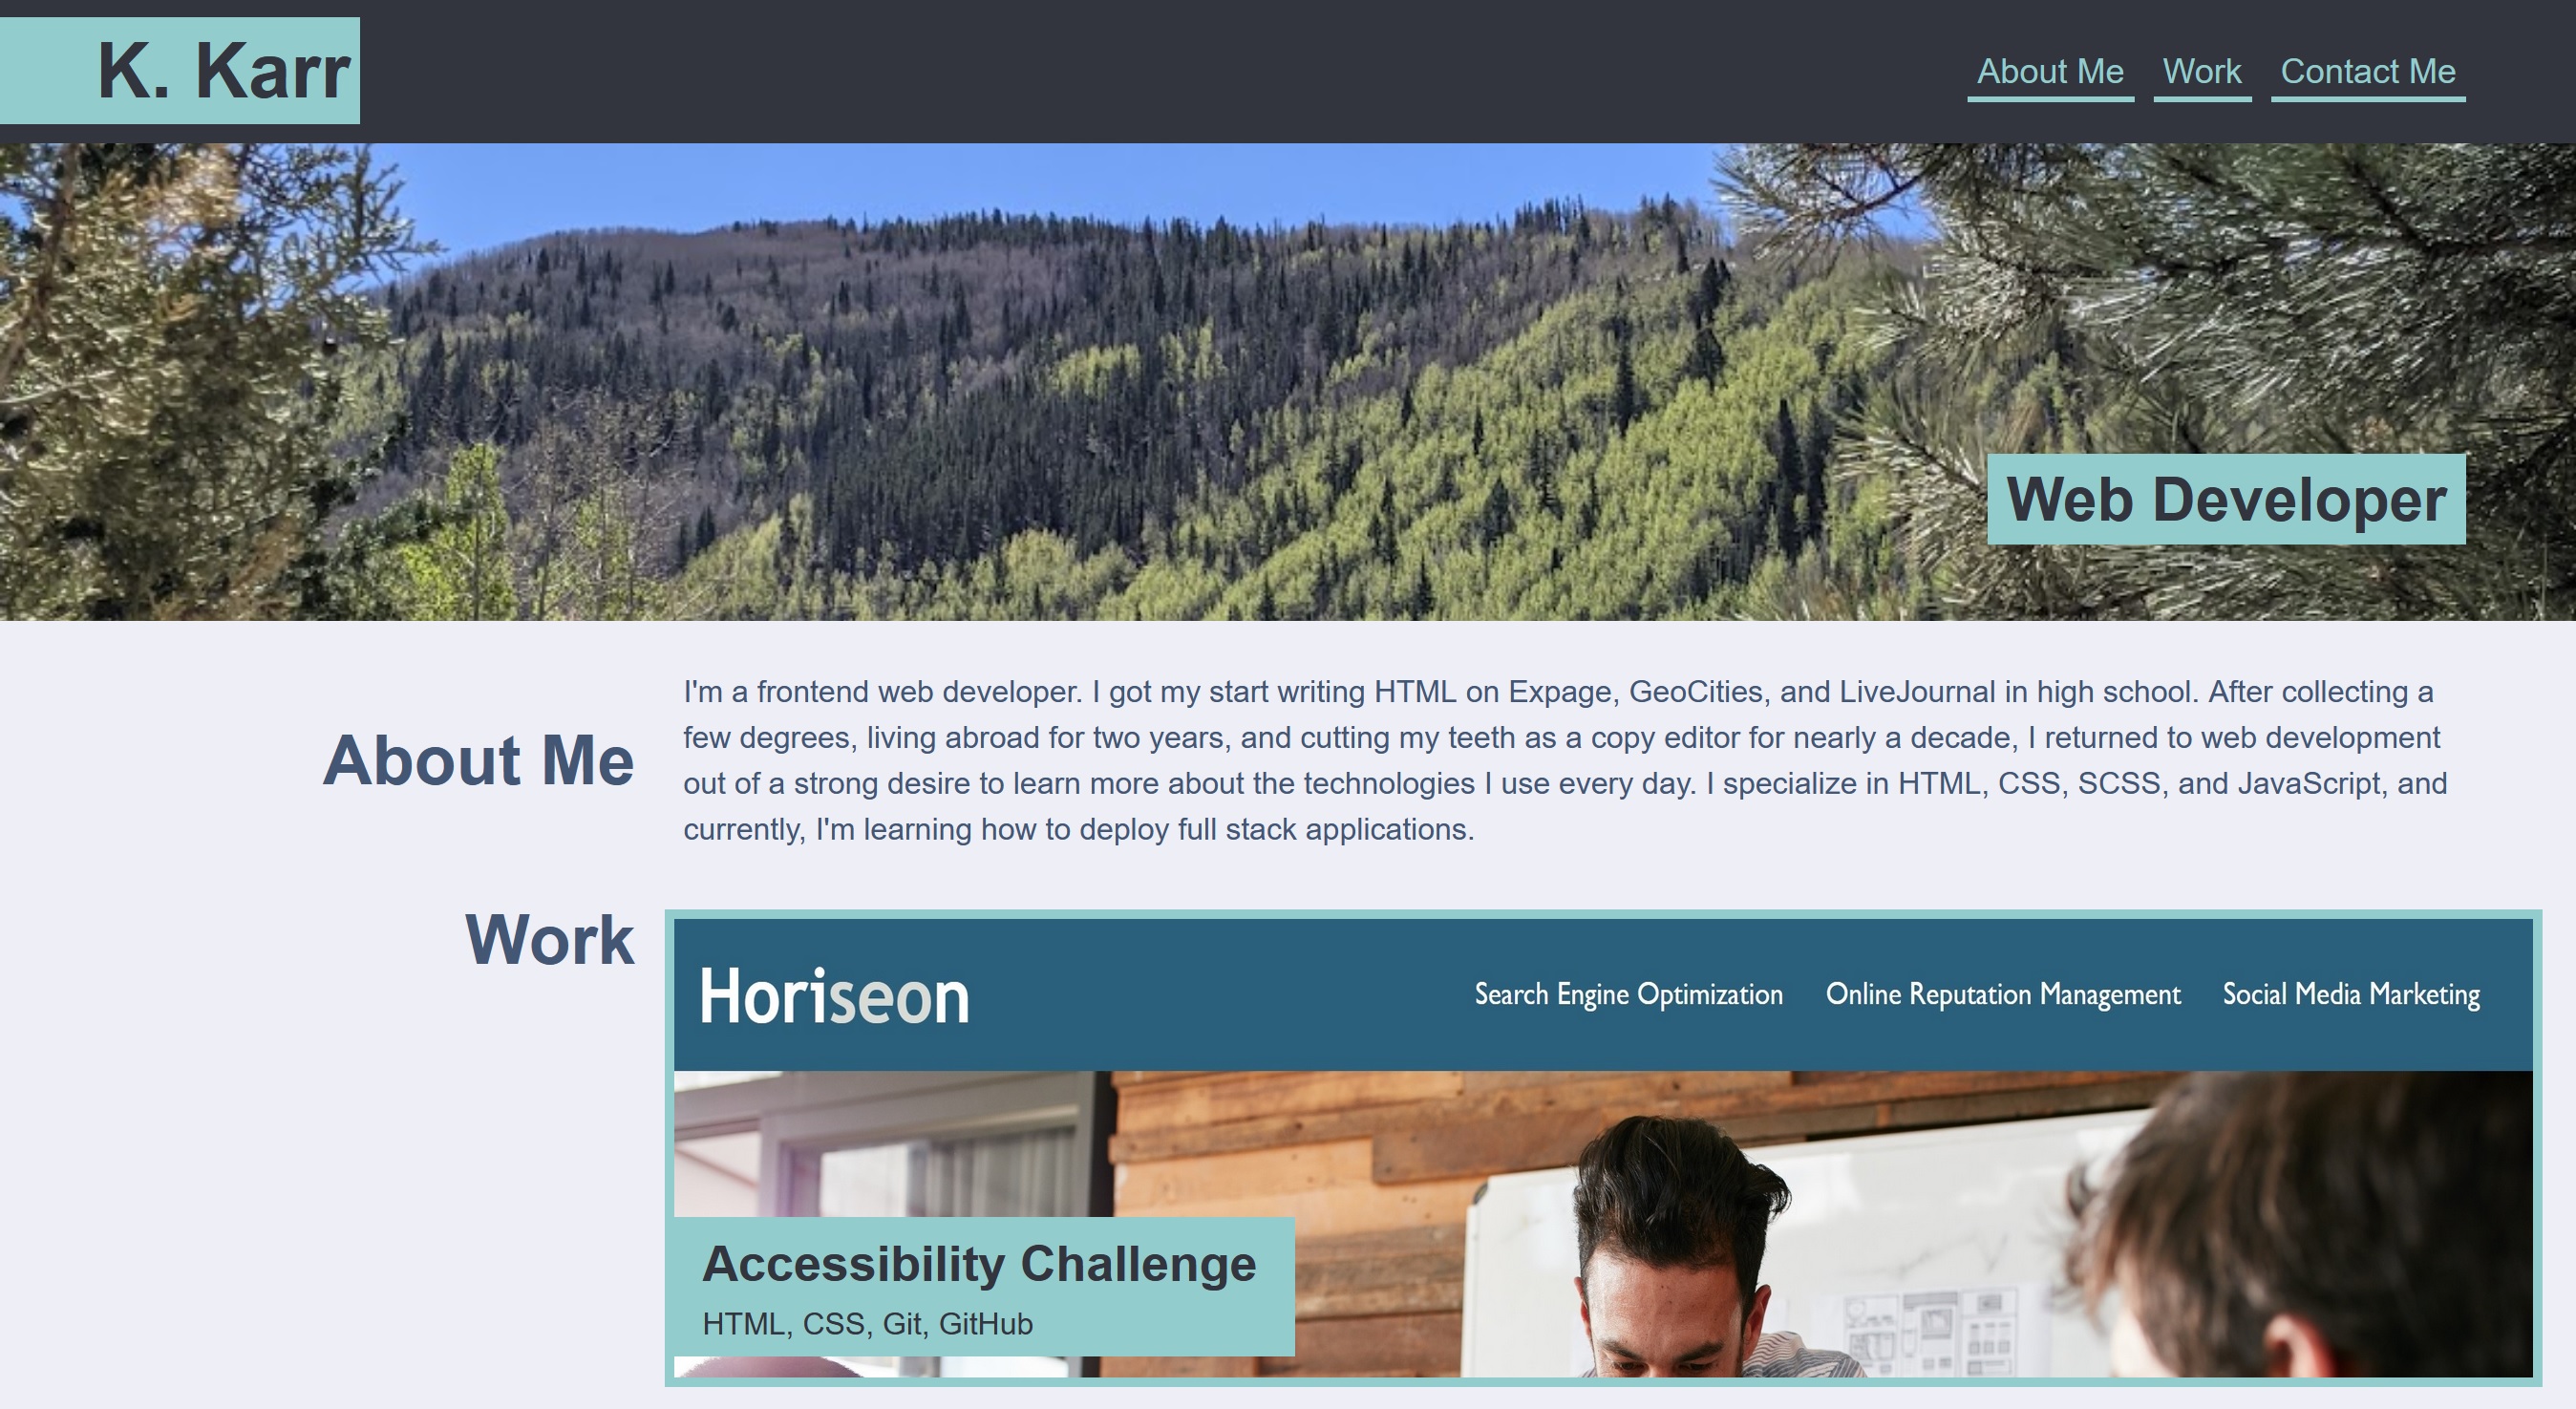 K. Karr
About Me Work Contact Me
Web Developer
About Me
I'm a frontend web developer. I got my start writing HTML on Expage, GeoCities, and LiveJournal in high school. After collecting a
few degrees, living abroad for two years, and cutting my teeth as a copy editor for nearly a decade, I returned to web development
out of a strong desire to learn more about the technologies I use every day. I specialize in HTML, CSS, SCSS, and JavaScript, and
currently, I'm learning how to deploy full stack applications.
Work
Horiseon
Search Engine Optimization Online Reputation Management Social Media Marketing
Accessibility Challenge
HTML, CSS, Git, GitHub